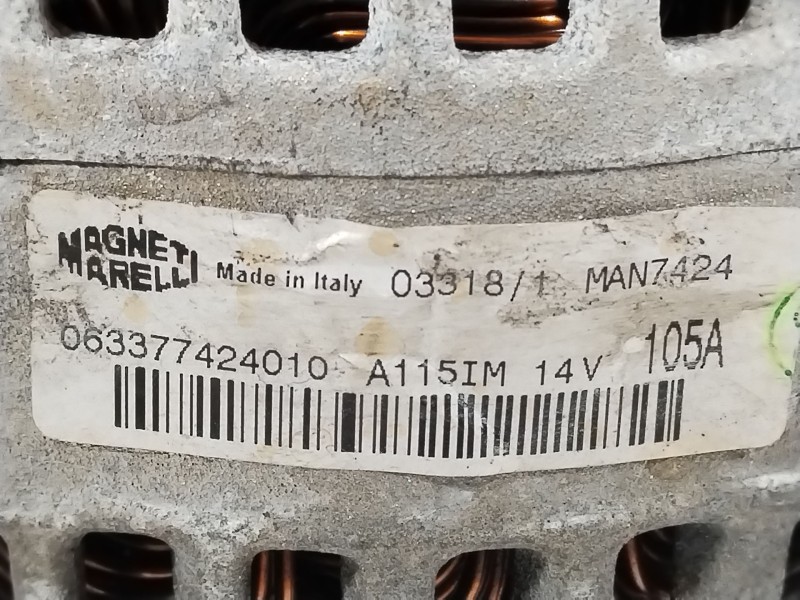 MAGNETI
MARELLI
Made in Italy 03318/1 MAN7424
063377424010 A115IM 14V 105A